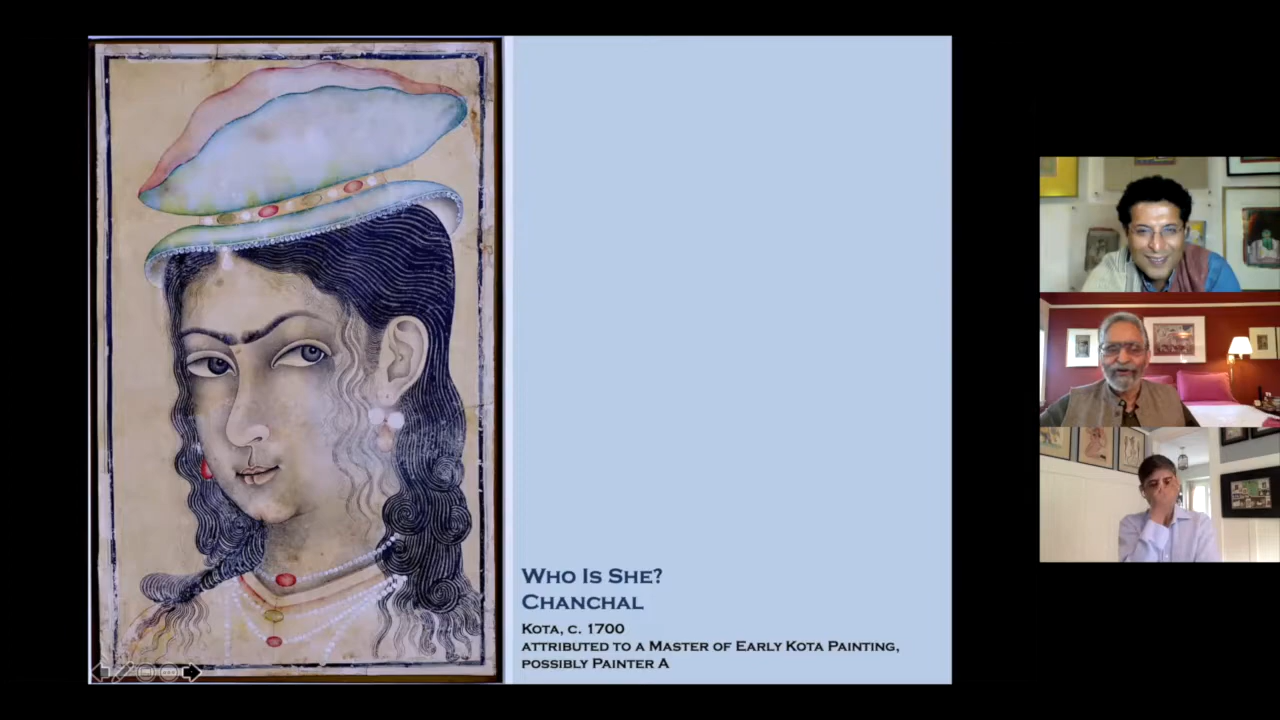 Who Is She?
Chanchal
Kota, c. 1700
attributed to a Master of Early Kota Painting,
possibly Painter A